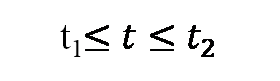 t₁≤ t ≤ t₂